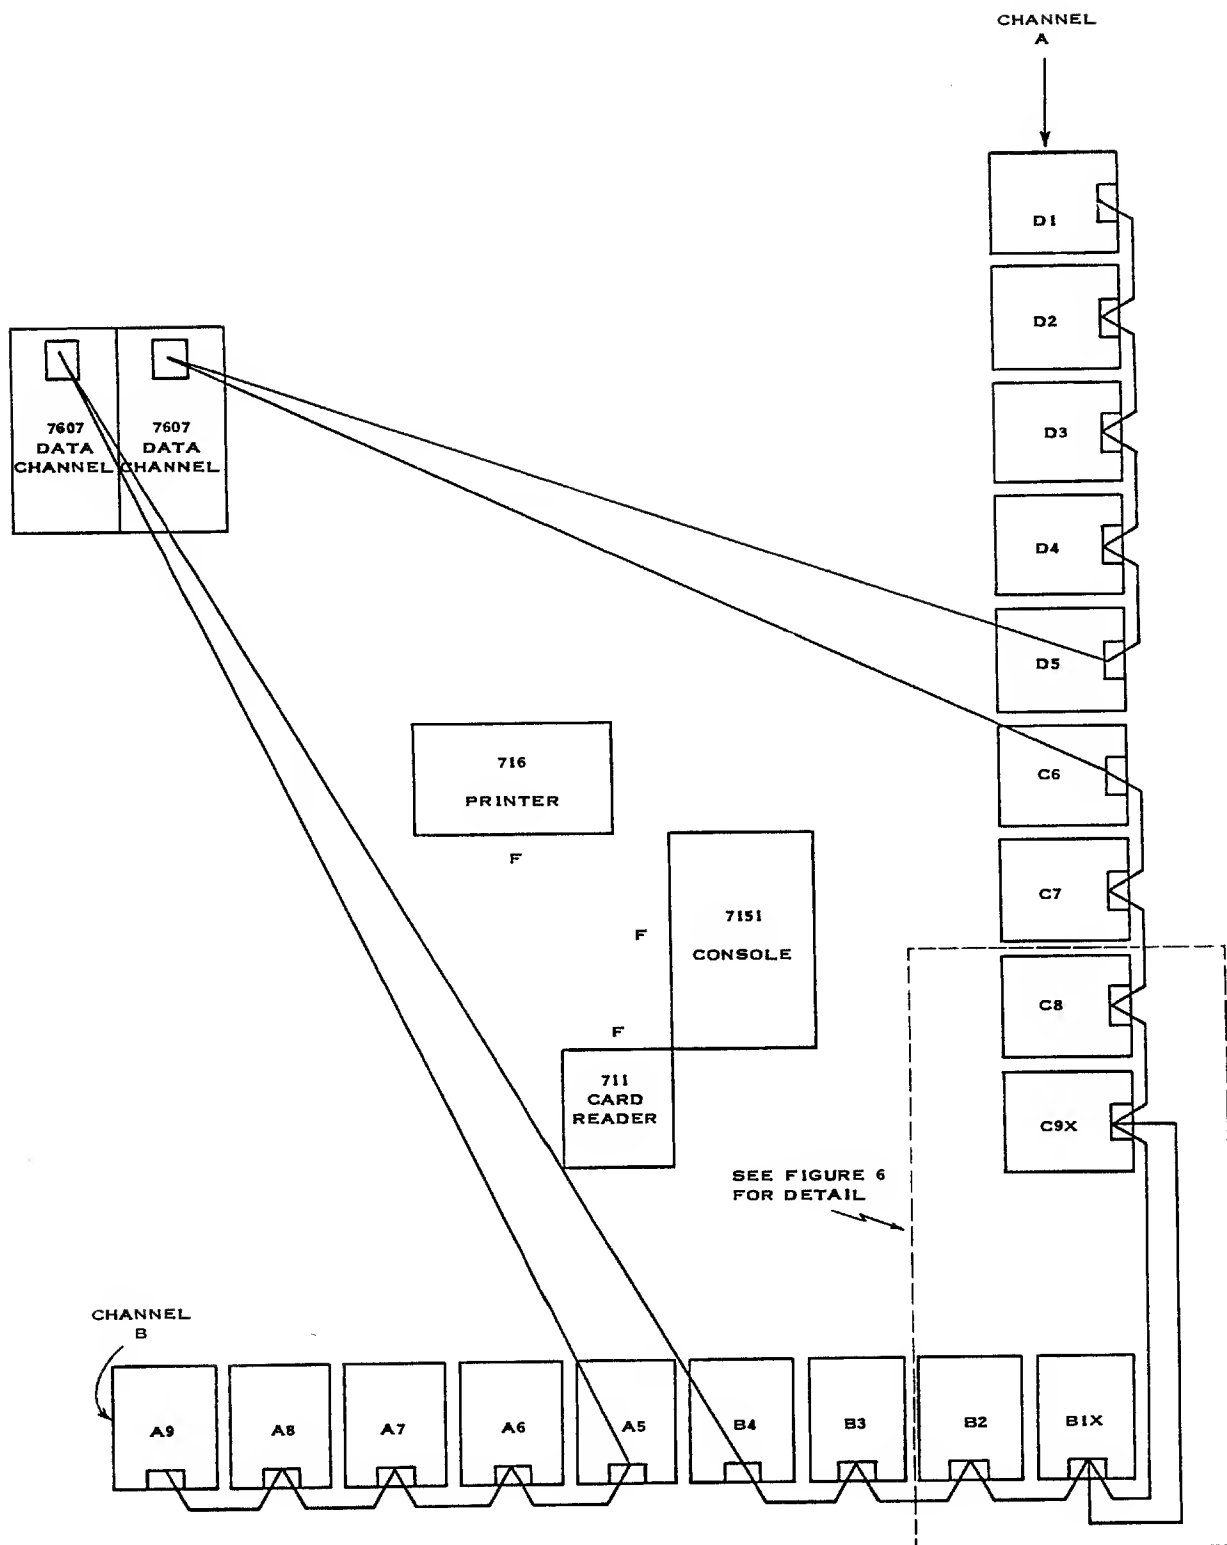 CHANNEL
A
D1
D2
D3
D4
D5
7607
DATA
CHANNEL
7607
DATA
CHANNEL
C6
C7
C8
C9X
716
PRINTER
F
7151
CONSOLE
F
F
711
CARD
READER
SEE FIGURE 6
FOR DETAIL
CHANNEL
B
A9
A8
A7
A6
A5
B4
B3
B2
B1X